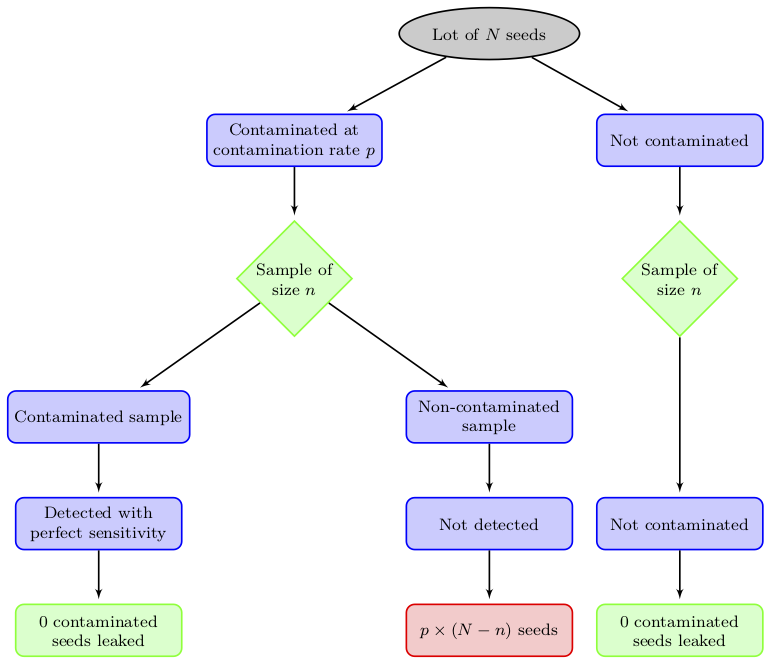 Lot of N seeds
Contaminated at
contamination rate p
Not contaminated
Sample of
size n
Sample of
size n
Contaminated sample
Non-contaminated
sample
Detected with
perfect sensitivity
Not detected
Not contaminated
0 contaminated
seeds leaked
p × (N − n) seeds
0 contaminated
seeds leaked